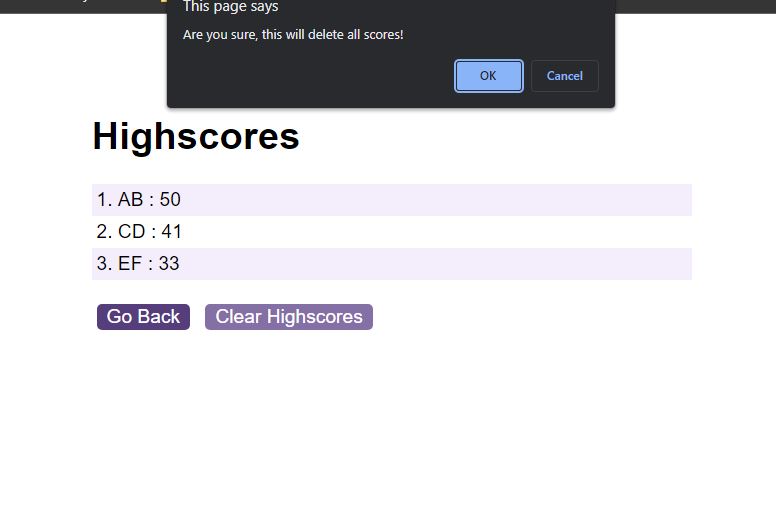 This page says
Are you sure, this will delete all scores!
OK Cancel
Highscores
1. AB : 50
2. CD : 41
3. EF : 33
Go Back Clear Highscores